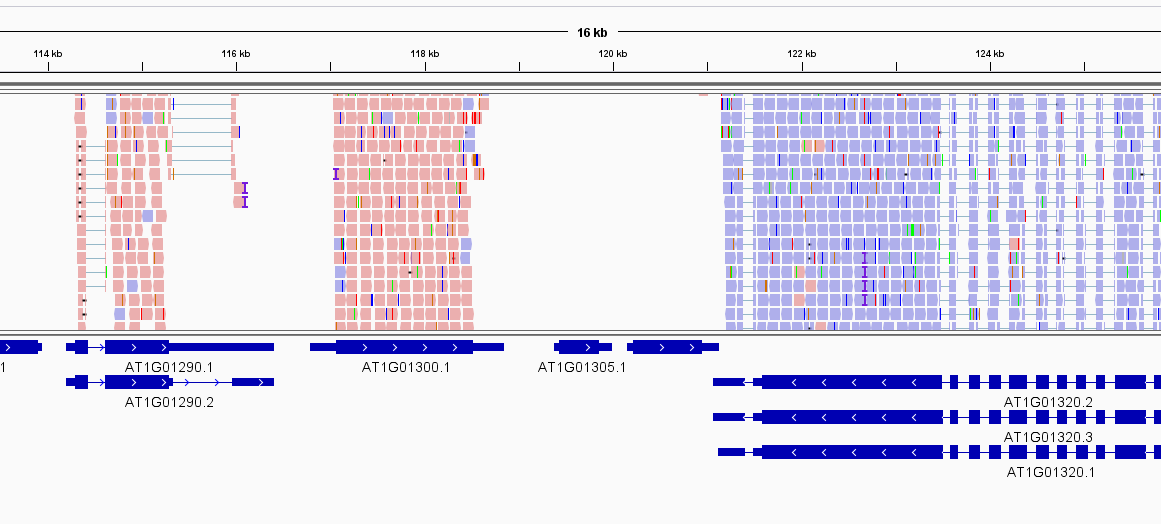 16 kb
114 kb 116 kb 118 kb 120 kb 122 kb 124 kb
1 AT1G01290.1 AT1G01300.1 AT1G01305.1
AT1G01290.2 AT1G01320.2
AT1G01320.3
AT1G01320.1